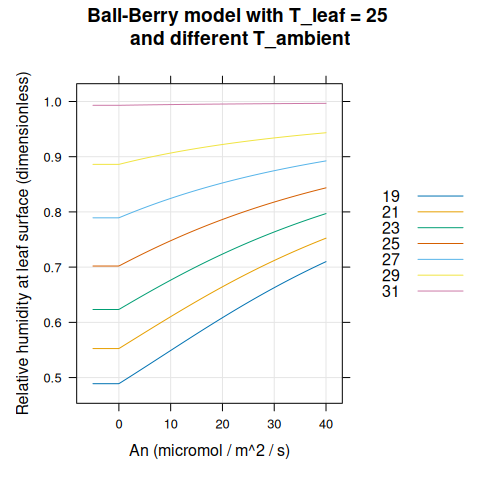 Ball-Berry model with T_leaf = 25
and different T_ambient
Relative humidity at leaf surface (dimensionless)
1.0
0.9
0.8
0.7
0.6
0.5
0 10 20 30 40
An (micromol / m^2 / s)
19
21
23
25
27
29
31